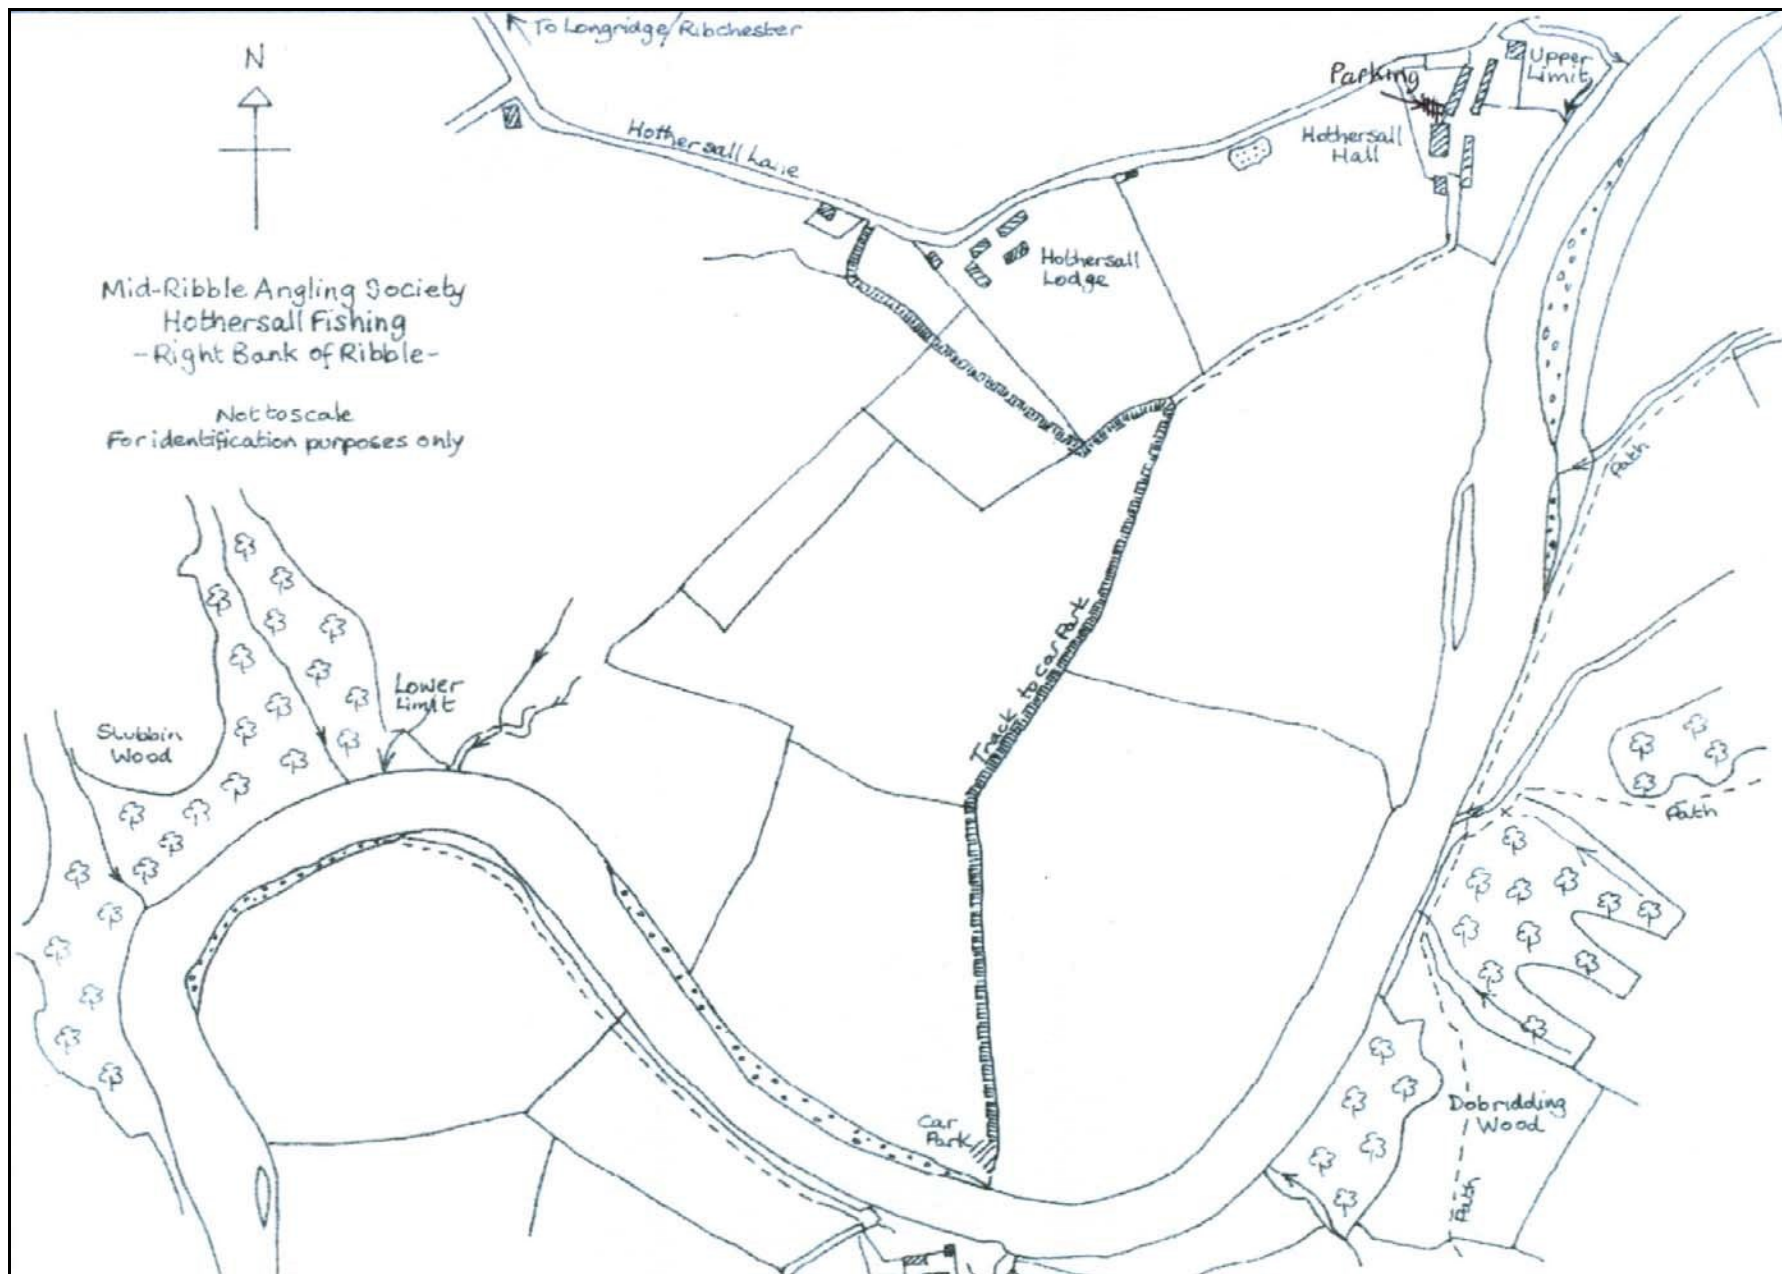 To Longridge/Ribchester
N
Parking
Upper
Limit
Hothersall Lane
Hothersall
Hall
Hothersall
Lodge
Mid-Ribble Angling Society
Hothersall Fishing
-Right Bank of Ribble-
Not to scale
For identification purposes only
Path
Track to car Park
Lower
Limit
Slubbin
Wood
Path
Car
Park
Dobridding
Wood
Path